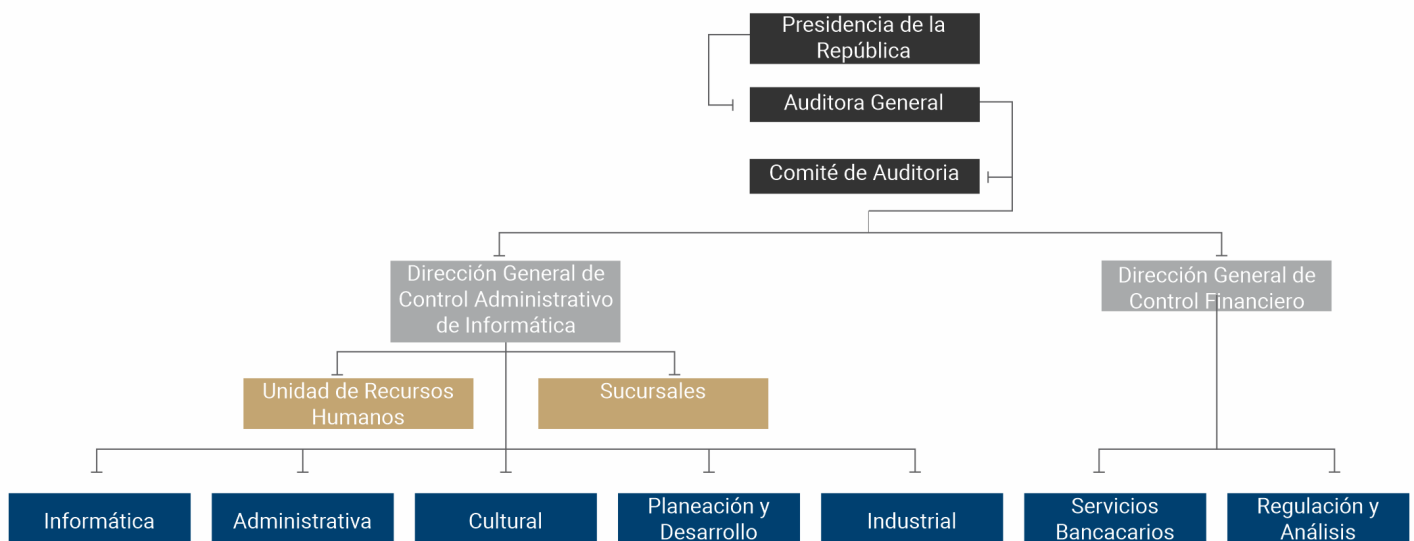 Presidencia de la
República
Auditora General
Comité de Auditoria
Dirección General de
Control Administrativo
de Informática
Dirección General de
Control Financiero
Unidad de Recursos
Humanos
Sucursales
Informática
Administrativa
Cultural
Planeación y
Desarrollo
Industrial
Servicios
Bancacarios
Regulación y
Análisis